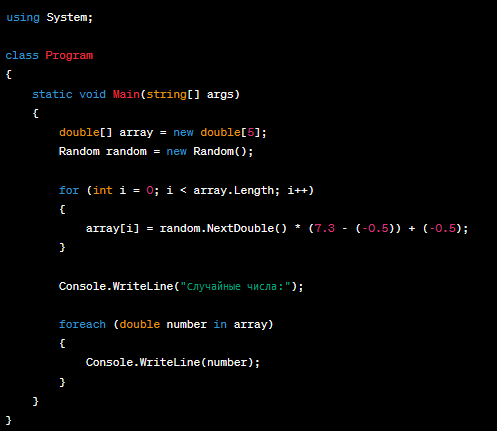 using System;
class Program
{
    static void Main(string[] args)
    {
        double[] array = new double[5];
        Random random = new Random();
        for (int i = 0; i < array.Length; i++)
        {
            array[i] = random.NextDouble() * (7.3 - (-0.5)) + (-0.5);
        }
        Console.WriteLine("Случайные числа:");
        foreach (double number in array)
        {
            Console.WriteLine(number);
        }
    }
}